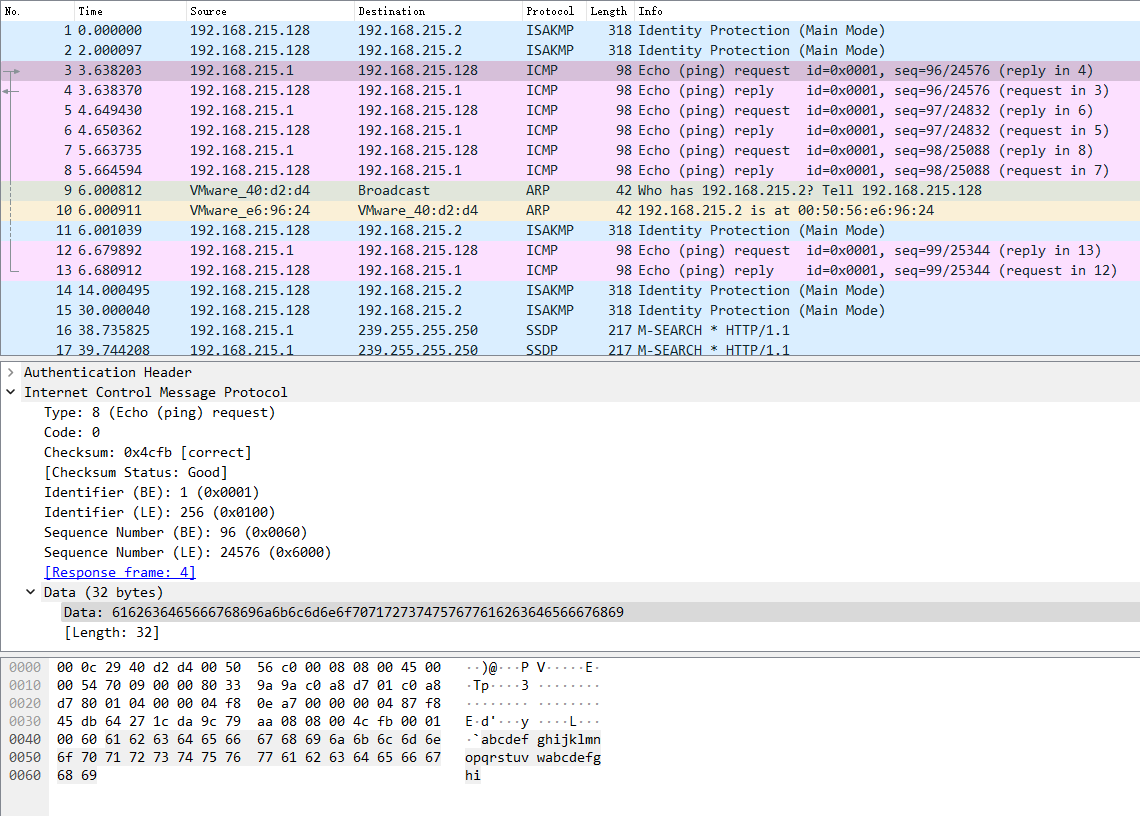 No. Time Source Destination Protocol Length Info
1 0.000000 192.168.215.128 192.168.215.2 ISAKMP 318 Identity Protection (Main Mode)
2 2.000097 192.168.215.128 192.168.215.2 ISAKMP 318 Identity Protection (Main Mode)
3 3.638203 192.168.215.1 192.168.215.128 ICMP 98 Echo (ping) request id=0x0001, seq=96/24576 (reply in 4)
4 3.638370 192.168.215.128 192.168.215.1 ICMP 98 Echo (ping) reply id=0x0001, seq=96/24576 (request in 3)
5 4.649430 192.168.215.1 192.168.215.128 ICMP 98 Echo (ping) request id=0x0001, seq=97/24832 (reply in 6)
6 4.650362 192.168.215.128 192.168.215.1 ICMP 98 Echo (ping) reply id=0x0001, seq=97/24832 (request in 5)
7 5.663735 192.168.215.1 192.168.215.128 ICMP 98 Echo (ping) request id=0x0001, seq=98/25088 (reply in 8)
8 5.664594 192.168.215.128 192.168.215.1 ICMP 98 Echo (ping) reply id=0x0001, seq=98/25088 (request in 7)
9 6.000812 VMware_40:d2:d4 Broadcast ARP 42 Who has 192.168.215.2? Tell 192.168.215.128
10 6.000911 VMware_e6:96:24 VMware_40:d2:d4 ARP 42 192.168.215.2 is at 00:50:56:e6:96:24
11 6.001039 192.168.215.128 192.168.215.2 ISAKMP 318 Identity Protection (Main Mode)
12 6.679892 192.168.215.1 192.168.215.128 ICMP 98 Echo (ping) request id=0x0001, seq=99/25344 (reply in 13)
13 6.680912 192.168.215.128 192.168.215.1 ICMP 98 Echo (ping) reply id=0x0001, seq=99/25344 (request in 12)
14 14.000495 192.168.215.128 192.168.215.2 ISAKMP 318 Identity Protection (Main Mode)
15 30.000040 192.168.215.128 192.168.215.2 ISAKMP 318 Identity Protection (Main Mode)
16 38.735825 192.168.215.1 239.255.255.250 SSDP 217 M-SEARCH * HTTP/1.1
17 39.744208 192.168.215.1 239.255.255.250 SSDP 217 M-SEARCH * HTTP/1.1
Authentication Header
Internet Control Message Protocol
Type: 8 (Echo (ping) request)
Code: 0
Checksum: 0x4cfb [correct]
[Checksum Status: Good]
Identifier (BE): 1 (0x0001)
Identifier (LE): 256 (0x0100)
Sequence Number (BE): 96 (0x0060)
Sequence Number (LE): 24576 (0x6000)
[Response frame: 4]
Data (32 bytes)
Data: 6162636465666768696a6b6c6d6e6f7071727374757677616263646566676869
[Length: 32]
0000 00 0c 29 40 d2 d4 00 50 56 c0 00 08 08 00 45 00 ··)@···P V·····E·
0010 00 54 70 09 00 00 80 33 9a 9a c0 a8 d7 01 c0 a8 ·Tp····3 ········
0020 d7 80 01 04 00 00 04 f8 0e a7 00 00 00 04 87 f8 ········ ········
0030 45 db 64 27 1c da 9c 79 aa 08 08 00 4c fb 00 01 E·d'···y ····L···
0040 00 60 61 62 63 64 65 66 67 68 69 6a 6b 6c 6d 6e ·`abcdef ghijklmn
0050 6f 70 71 72 73 74 75 76 77 61 62 63 64 65 66 67 opqrstuv wabcdefg
0060 68 69 hi